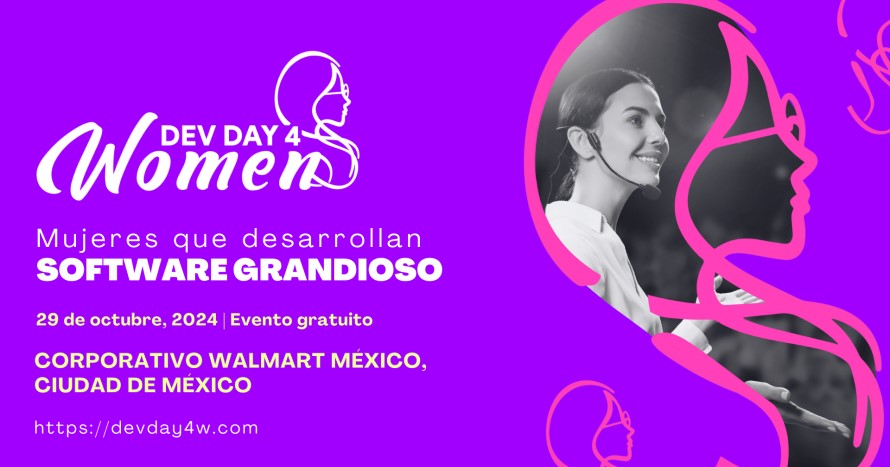 DEV DAY 4
Women
Mujeres que desarrollan
SOFTWARE GRANDIOSO
29 de octubre, 2024 | Evento gratuito
CORPORATIVO WALMART MÉXICO,
CIUDAD DE MÉXICO
https://devday4w.com